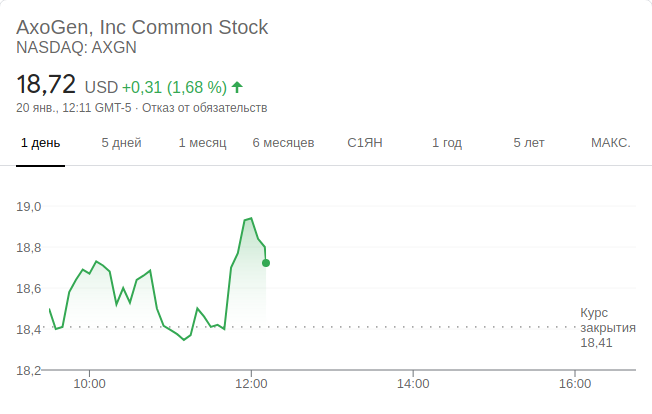 AxoGen, Inc Common Stock
NASDAQ: AXGN
18,72 USD +0,31 (1,68 %)
20 янв., 12:11 GMT-5 · Отказ от обязательств
1 день 5 дней 1 месяц 6 месяцев С1ЯН 1 год 5 лет МАКС.
19,0
18,8
18,6
18,4
18,2
Курс
закрытия
18,41
10:00 12:00 14:00 16:00